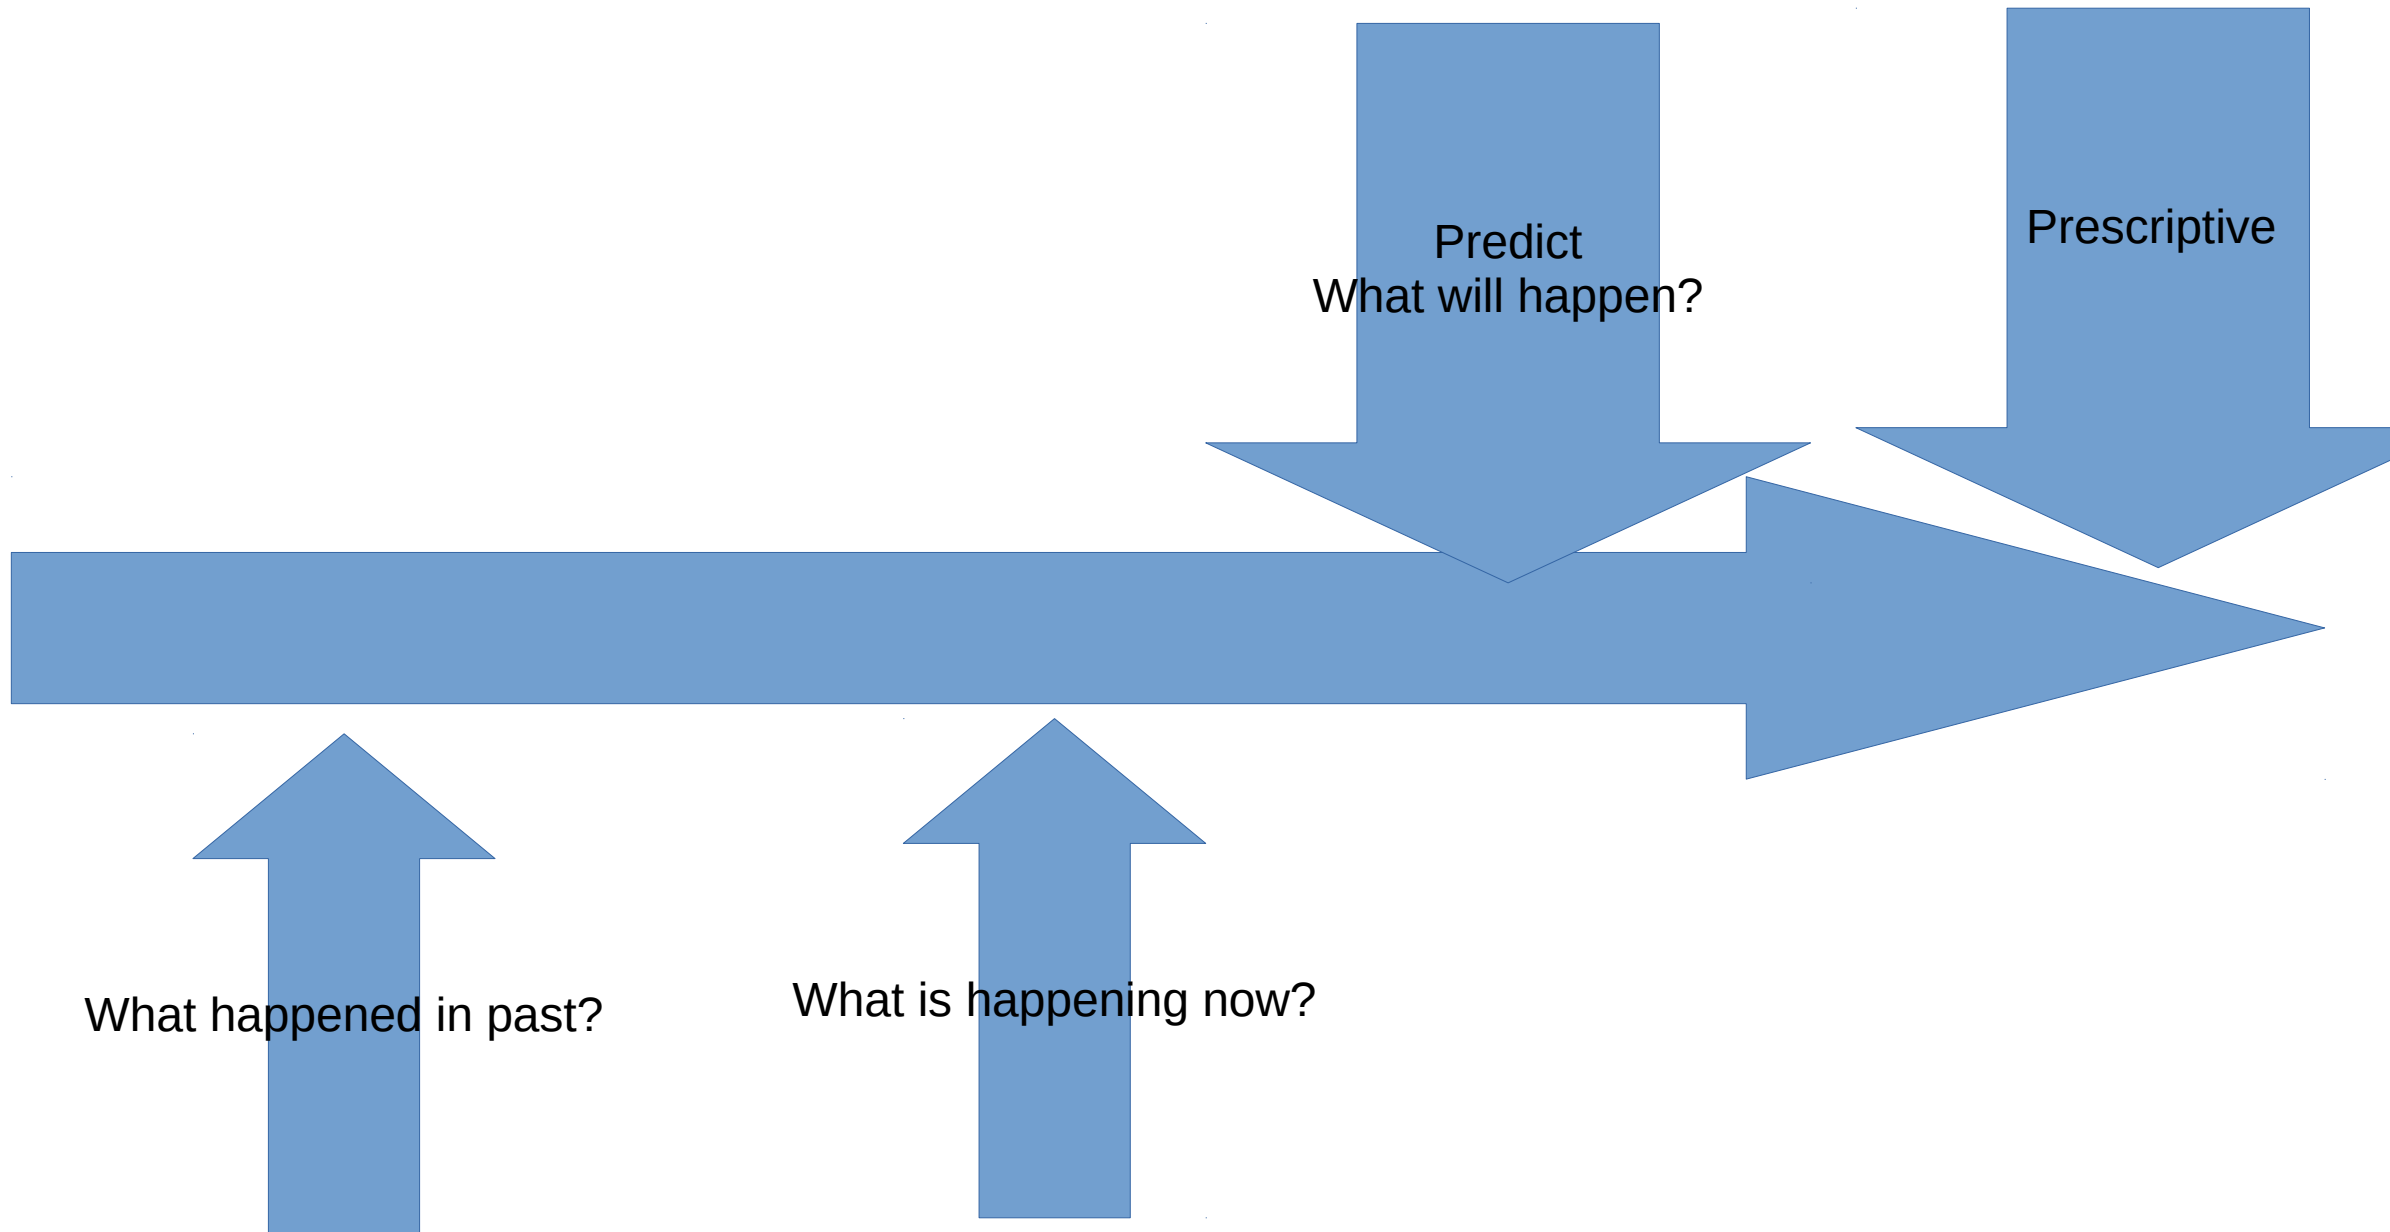 Predict
What will happen?
Prescriptive
What happened in past?
What is happening now?